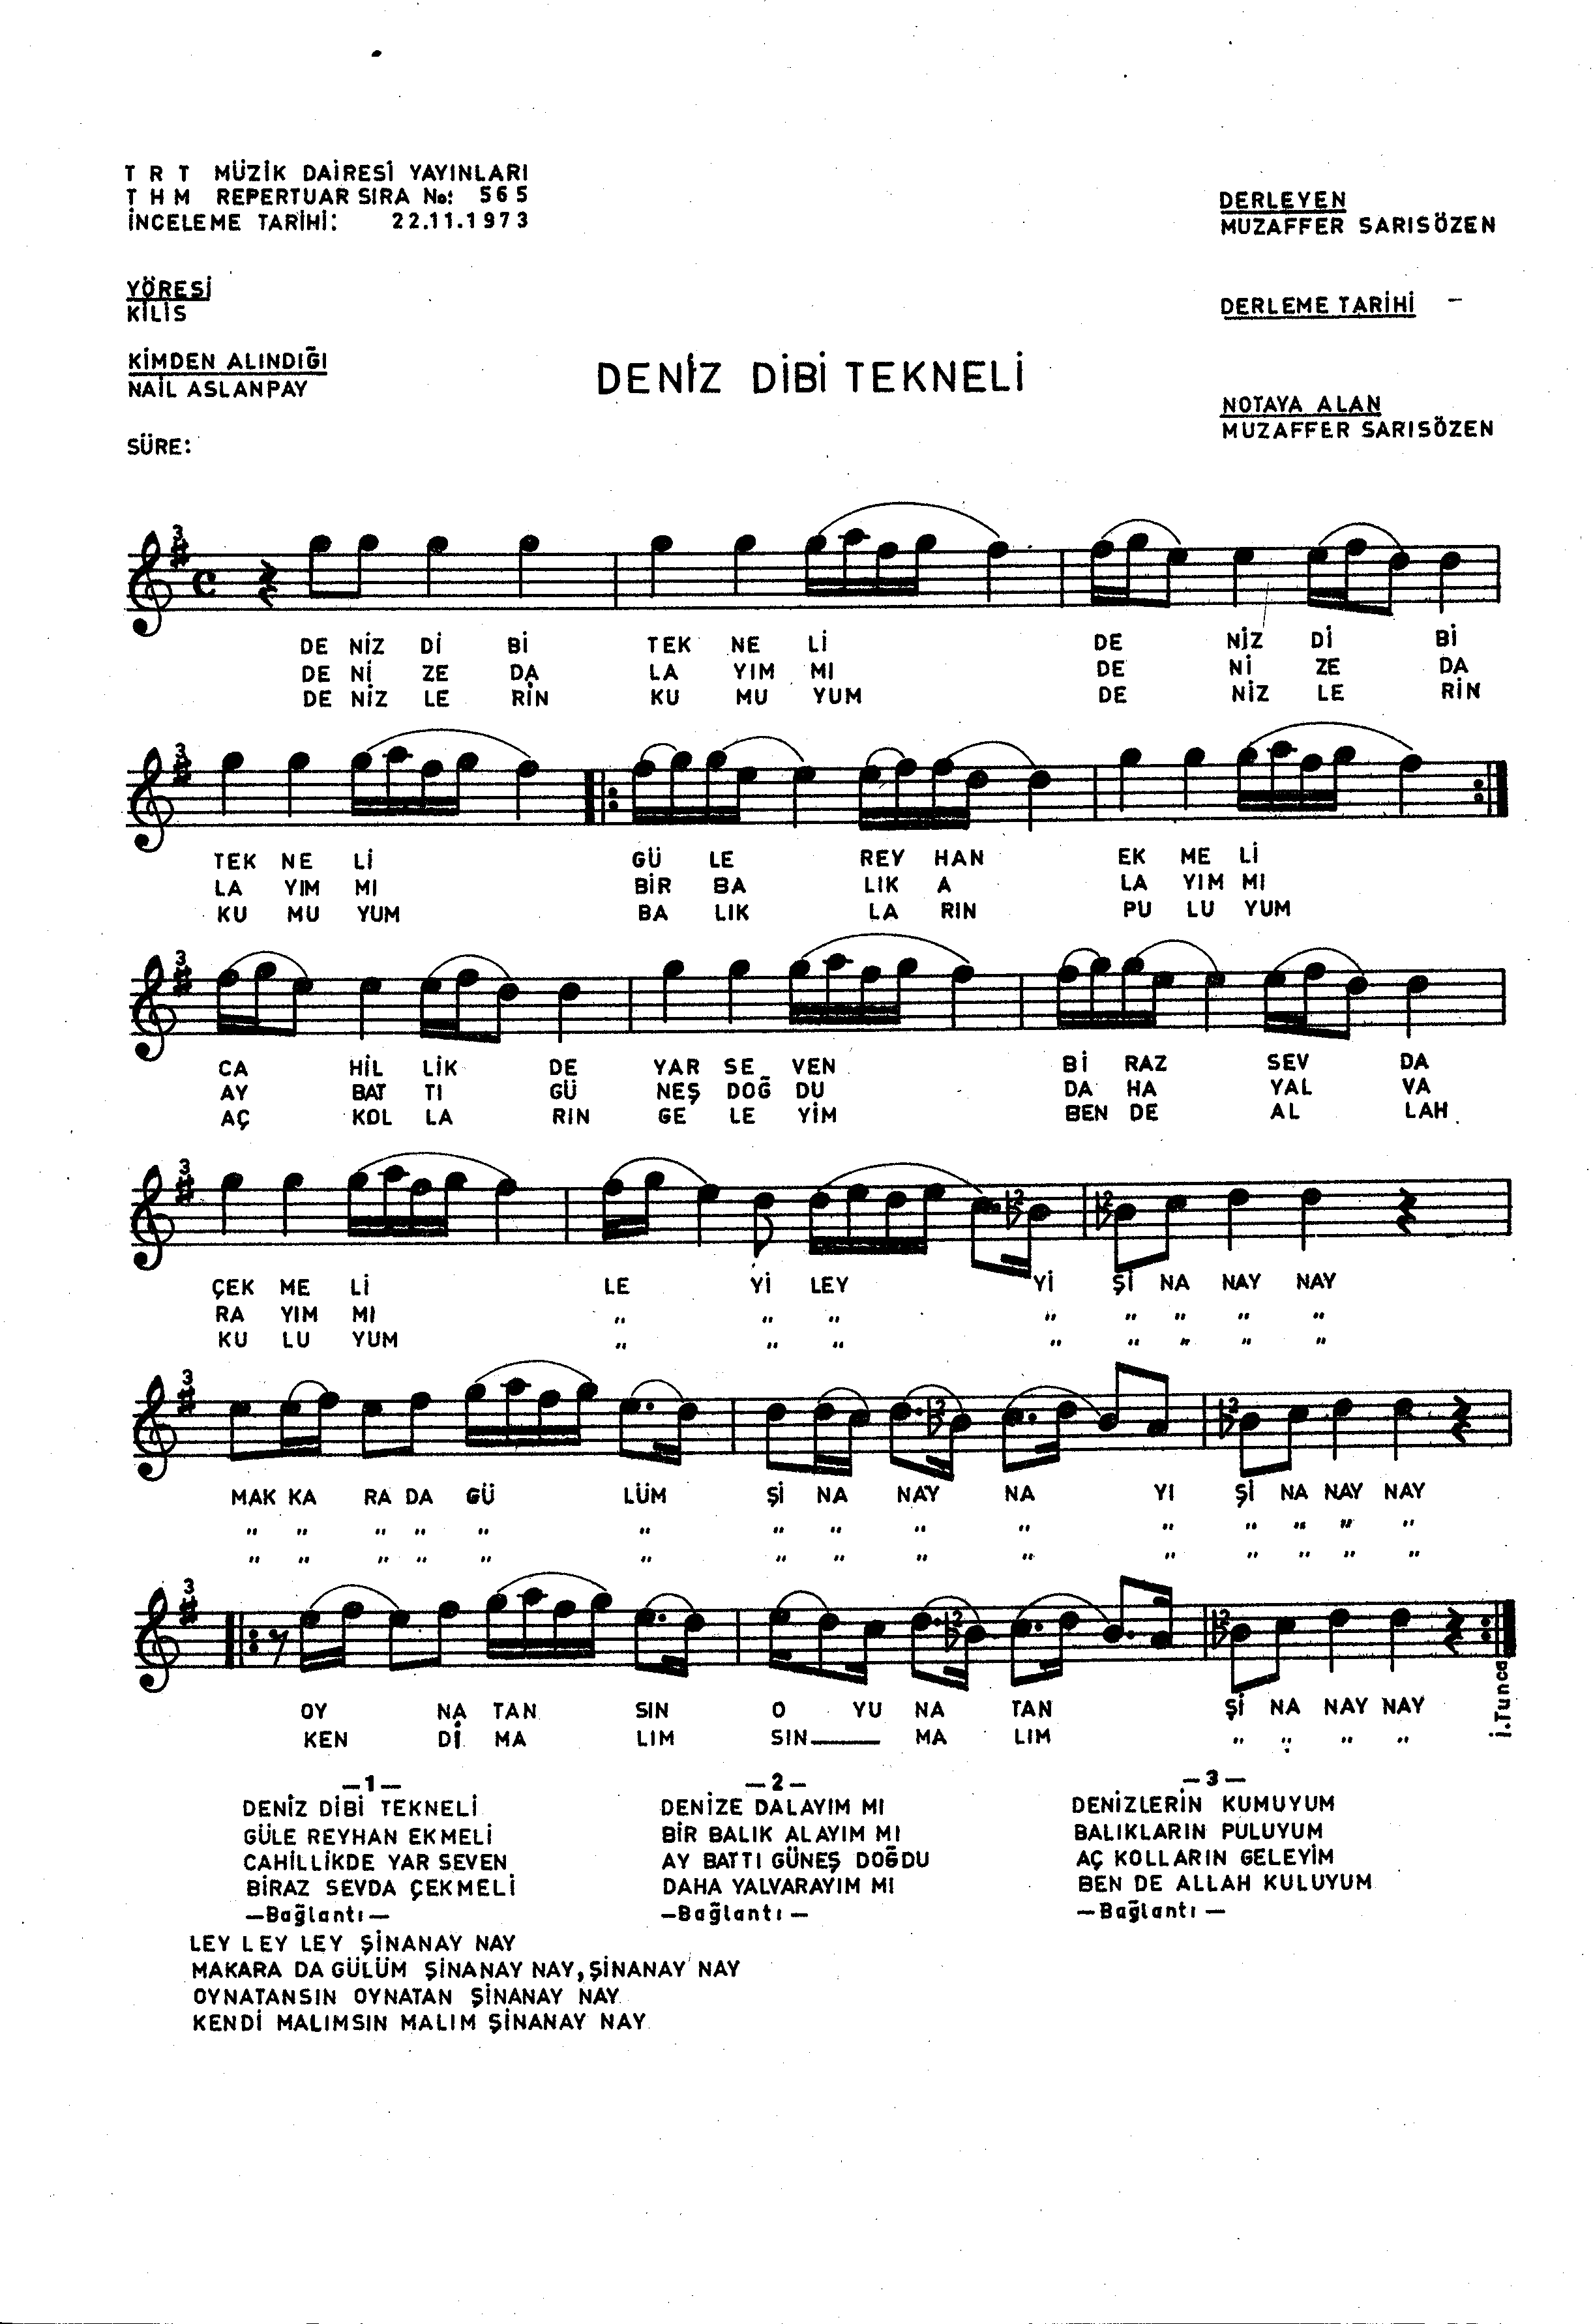 T R T MÜZİK DAİRESİ YAYINLARI
T H M REPERTUAR SIRA No: 565
İNCELEME TARİHİ: 22.11.1973
DERLEYEN
MUZAFFER SARISÖZEN
YÖRESİ
KİLİS
DERLEME TARİHİ -
KİMDEN ALINDIĞI
NAİL ASLANPAY
DENİZ DİBİ TEKNELİ
NOTAYA ALAN
MUZAFFER SARISÖZEN
SÜRE:
3
DE NİZ Dİ Bİ TEK NE Lİ DE NİZ Dİ Bİ
DE Nİ ZE DA LA YIM MI DE Nİ ZE DA
DE NİZ LE RİN KU MU YUM DE NİZ LE RİN
3
TEK NE Lİ GÜ LE REY HAN EK ME Lİ
LA YIM MI BİR BA LIK A LA YIM MI
KU MU YUM BA LIK LA RIN PU LU YUM
3
CA HİL LİK DE YAR SE VEN Bİ RAZ SEV DA
AY BAT TI GÜ NEŞ DOĞ DU DA HA YAL VA
AÇ KOL LA RIN GE LE YİM BEN DE AL LAH
3 2 2
ÇEK ME Lİ LE Yİ LEY Yİ Şİ NA NAY NAY
RA YIM MI " " " " " " " "
KU LU YUM " " " " " " " "
3 2 2
MAK KA RA DA GÜ LÜM Şİ NA NAY NA YI Şİ NA NAY NAY
" " " " " " " " " " " " " " "
" " " " " " " " " " " " " " "
3 2 2
OY NA TAN SIN O YU NA TAN Şİ NA NAY NAY
KEN Dİ MA LIM SIN—— MA LIM " " " "
İ.Tunca
—1—
DENİZ DİBİ TEKNELİ
GÜLE REYHAN EKMELİ
CAHİLLİKDE YAR SEVEN
BİRAZ SEVDA ÇEKMELİ
—Bağlantı—
—2—
DENİZE DALAYIM MI
BİR BALIK ALAYIM MI
AY BATTI GÜNEŞ DOĞDU
DAHA YALVARAYIM MI
—Bağlantı—
—3—
DENİZLERİN KUMUYUM
BALIKLARIN PULUYUM
AÇ KOLLARIN GELEYİM
BEN DE ALLAH KULUYUM
—Bağlantı—
LEY LEY LEY ŞİNANAY NAY
MAKARA DA GÜLÜM ŞİNANAY NAY, ŞİNANAY NAY
OYNATANSIN OYNATAN ŞİNANAY NAY
KENDİ MALIMSIN MALIM ŞİNANAY NAY